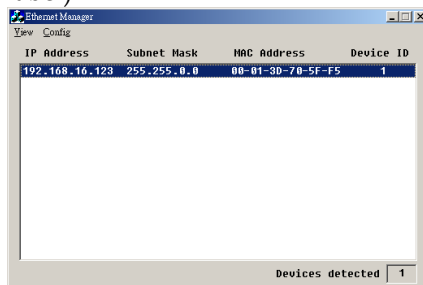 Ethernet Manager
View Config
IP Address Subnet Mask MAC Address Device ID
192.168.16.123 255.255.0.0 00-01-3D-70-5F-F5 1
Devices detected 1